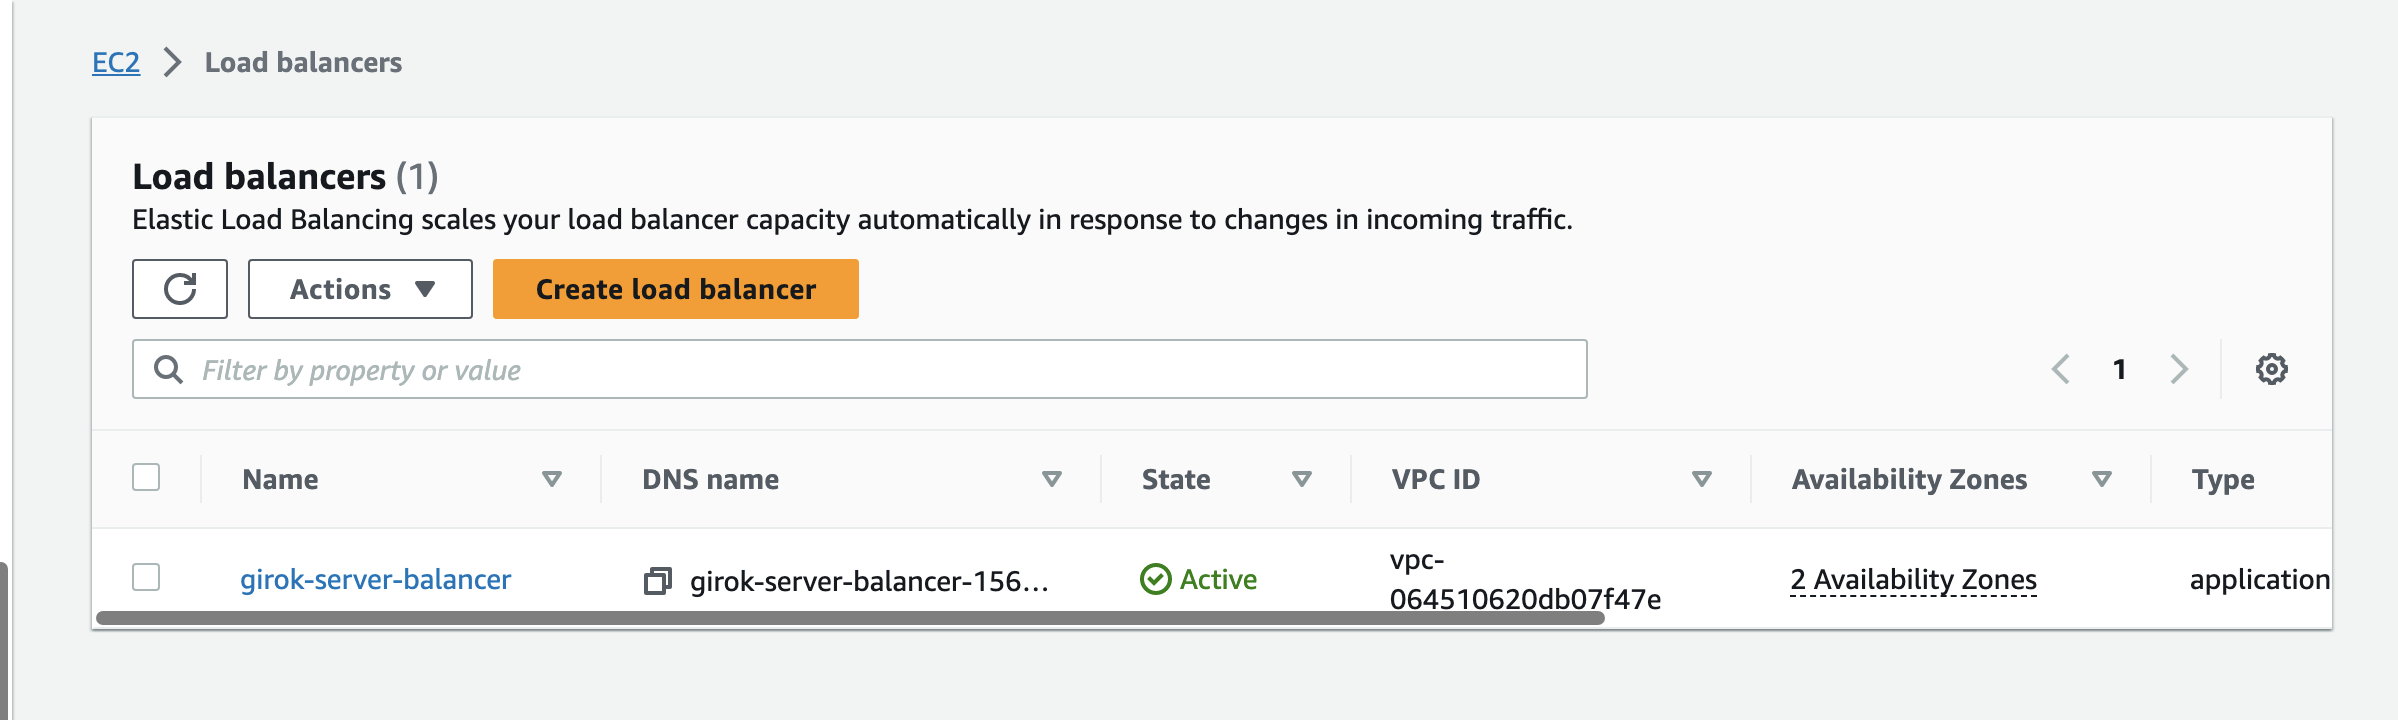 EC2 Load balancers
Load balancers (1)
Elastic Load Balancing scales your load balancer capacity automatically in response to changes in incoming traffic.
Actions Create load balancer
Filter by property or value 1
Name DNS name State VPC ID Availability Zones Type
girok-server-balancer girok-server-balancer-156... Active vpc-064510620db07f47e 2 Availability Zones application